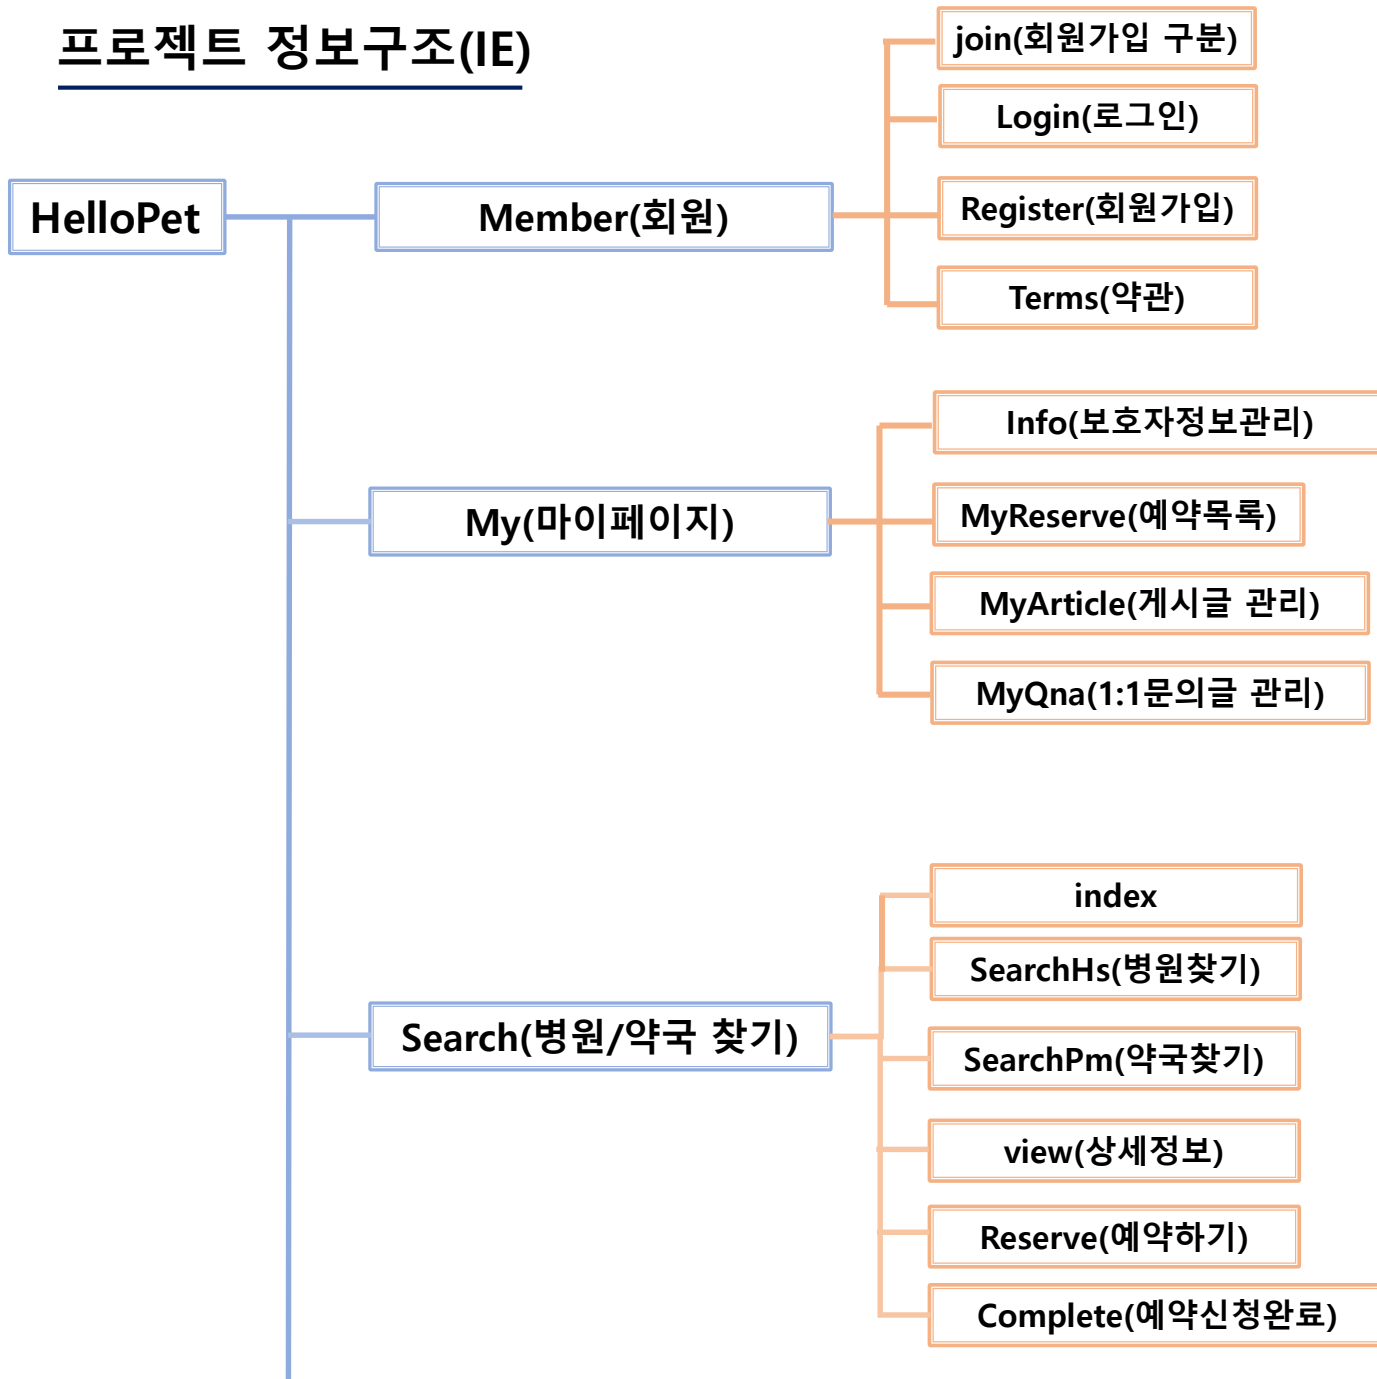 프로젝트 정보구조(IE)
HelloPet
Member(회원)
join(회원가입 구분)
Login(로그인)
Register(회원가입)
Terms(약관)
My(마이페이지)
Info(보호자정보관리)
MyReserve(예약목록)
MyArticle(게시글 관리)
MyQna(1:1문의글 관리)
Search(병원/약국 찾기)
index
SearchHs(병원찾기)
SearchPm(약국찾기)
view(상세정보)
Reserve(예약하기)
Complete(예약신청완료)